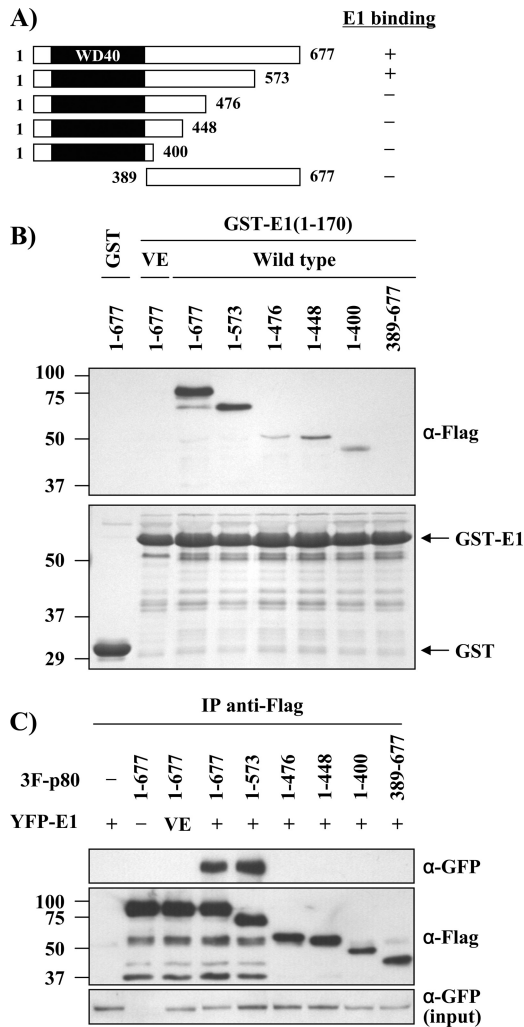 A)
E1 binding
1 WD40 677 +
1 573 +
1 476 −
1 448 −
1 400 −
389 677 −
B)
GST-E1(1-170)
GST VE Wild type
1-677 1-677 1-677 1-573 1-476 1-448 1-400 389-677
100
75
50
37
α-Flag
50
37
29
GST-E1
GST
C)
IP anti-Flag
3F-p80 − 1-677 1-677 1-677 1-573 1-476 1-448 1-400 389-677
YFP-E1 + − VE + + + + + +
α-GFP
100
75
50
37
α-Flag
α-GFP
(input)